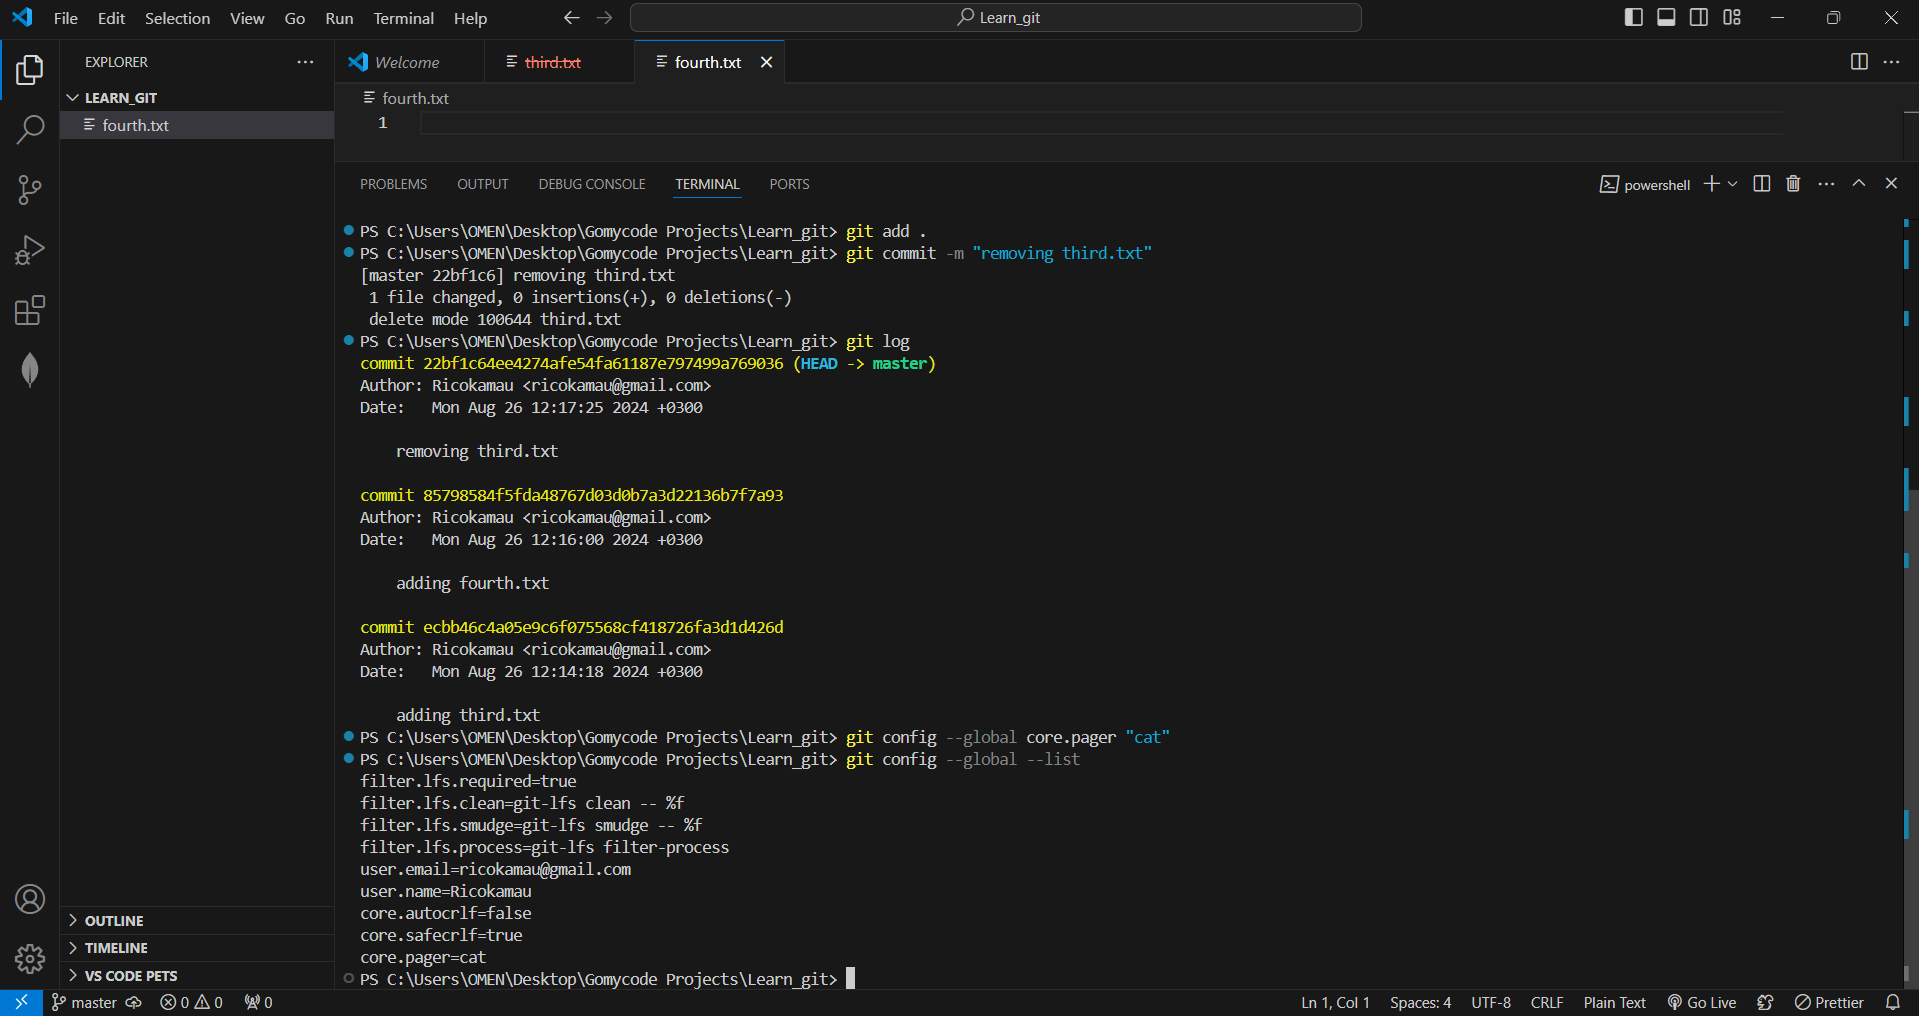 File Edit Selection View Go Run Terminal Help
Learn_git
EXPLORER
LEARN_GIT
fourth.txt
Welcome
third.txt
fourth.txt
fourth.txt
1
PROBLEMS OUTPUT DEBUG CONSOLE TERMINAL PORTS
powershell
PS C:\Users\OMEN\Desktop\Gomycode Projects\Learn_git> git add .
PS C:\Users\OMEN\Desktop\Gomycode Projects\Learn_git> git commit -m "removing third.txt"
[master 22bf1c6] removing third.txt
 1 file changed, 0 insertions(+), 0 deletions(-)
 delete mode 100644 third.txt
PS C:\Users\OMEN\Desktop\Gomycode Projects\Learn_git> git log
commit 22bf1c64ee4274afe54fa61187e797499a769036 (HEAD -> master)
Author: Ricokamau <ricokamau@gmail.com>
Date:   Mon Aug 26 12:17:25 2024 +0300
    removing third.txt
commit 85798584f5fda48767d03d0b7a3d22136b7f7a93
Author: Ricokamau <ricokamau@gmail.com>
Date:   Mon Aug 26 12:16:00 2024 +0300
    adding fourth.txt
commit ecbb46c4a05e9c6f075568cf418726fa3d1d426d
Author: Ricokamau <ricokamau@gmail.com>
Date:   Mon Aug 26 12:14:18 2024 +0300
    adding third.txt
PS C:\Users\OMEN\Desktop\Gomycode Projects\Learn_git> git config --global core.pager "cat"
PS C:\Users\OMEN\Desktop\Gomycode Projects\Learn_git> git config --global --list
filter.lfs.required=true
filter.lfs.clean=git-lfs clean -- %f
filter.lfs.smudge=git-lfs smudge -- %f
filter.lfs.process=git-lfs filter-process
user.email=ricokamau@gmail.com
user.name=Ricokamau
core.autocrlf=false
core.safecrlf=true
core.pager=cat
PS C:\Users\OMEN\Desktop\Gomycode Projects\Learn_git>
OUTLINE
TIMELINE
VS CODE PETS
master 0 0 0
Ln 1, Col 1 Spaces: 4 UTF-8 CRLF Plain Text Go Live Prettier